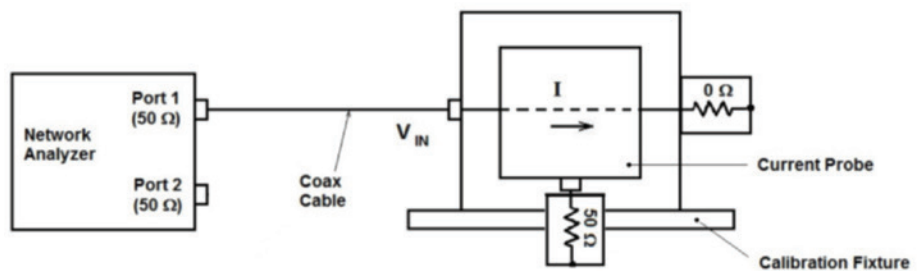 Port 1
(50 Ω)
Network
Analyzer
Port 2
(50 Ω)
V IN
Coax
Cable
I
0 Ω
Current Probe
50 Ω
Calibration Fixture